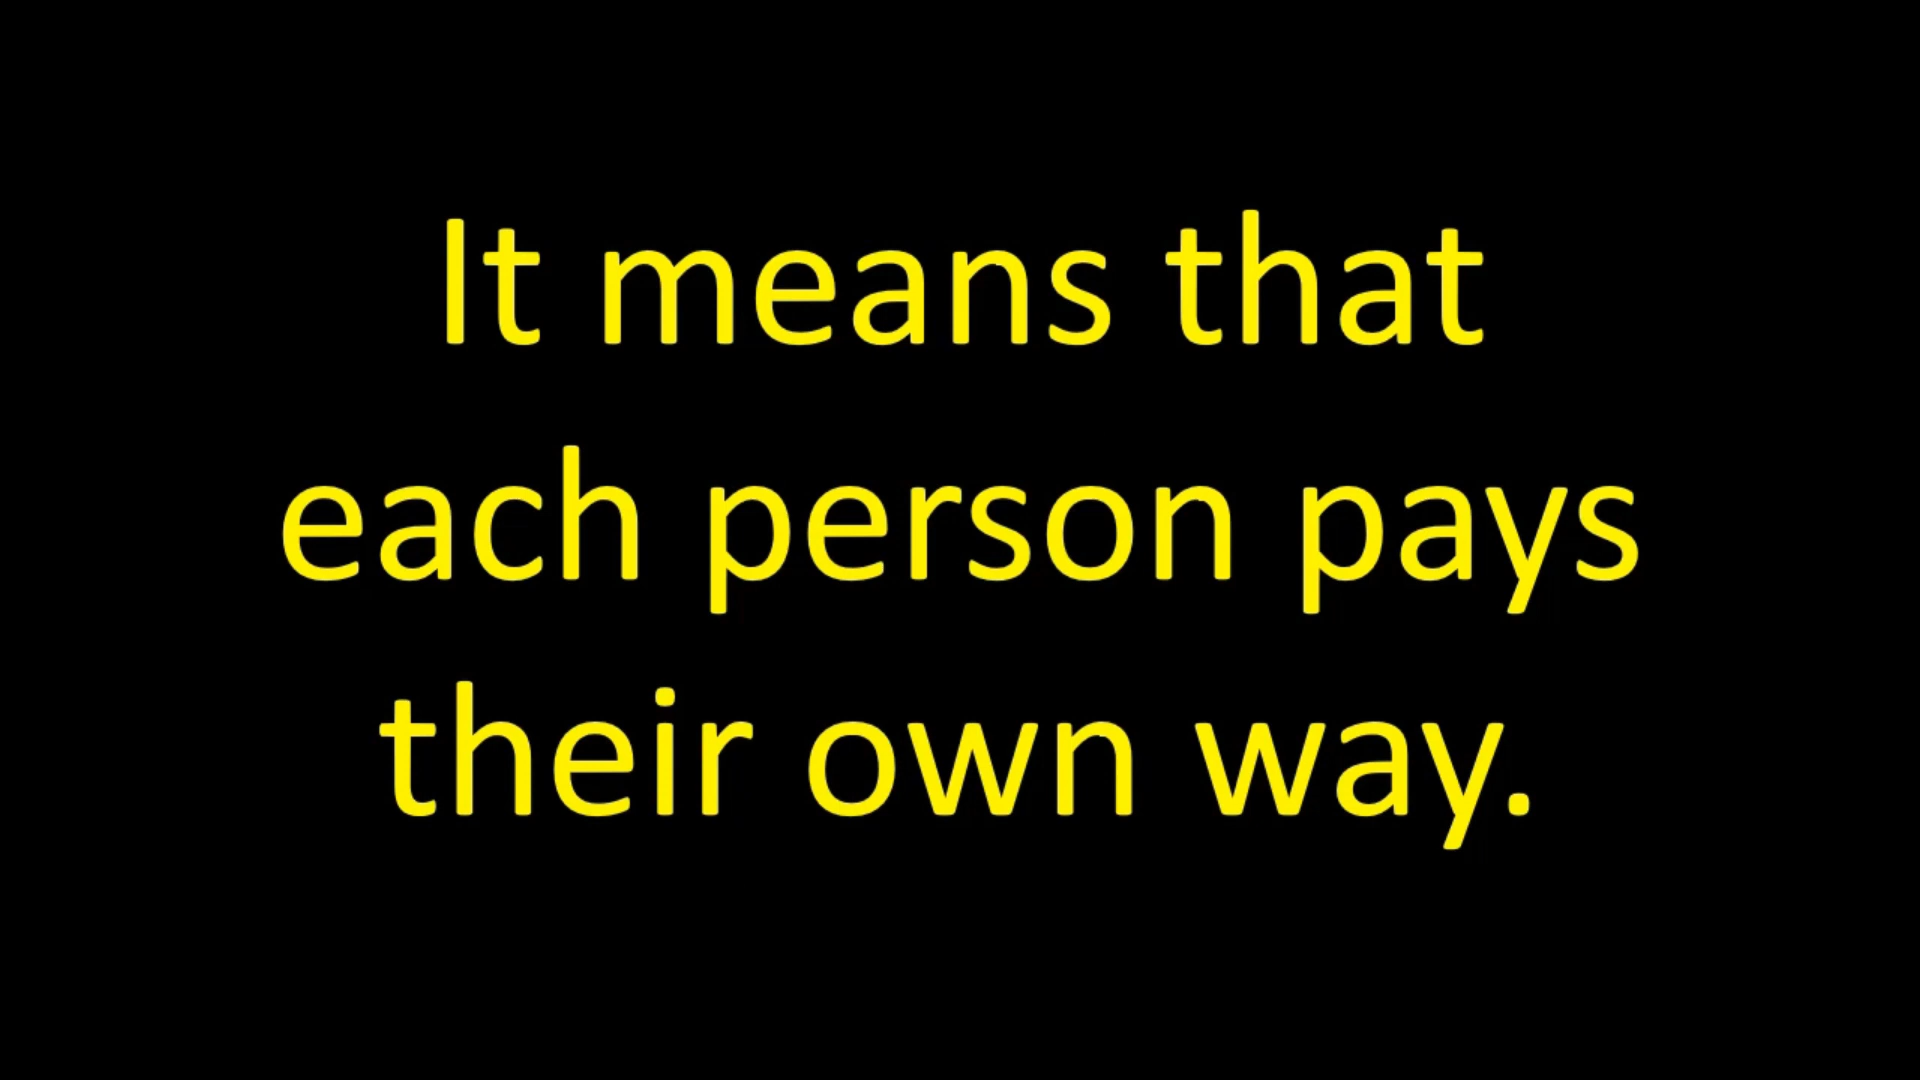 It means that
each person pays
their own way.